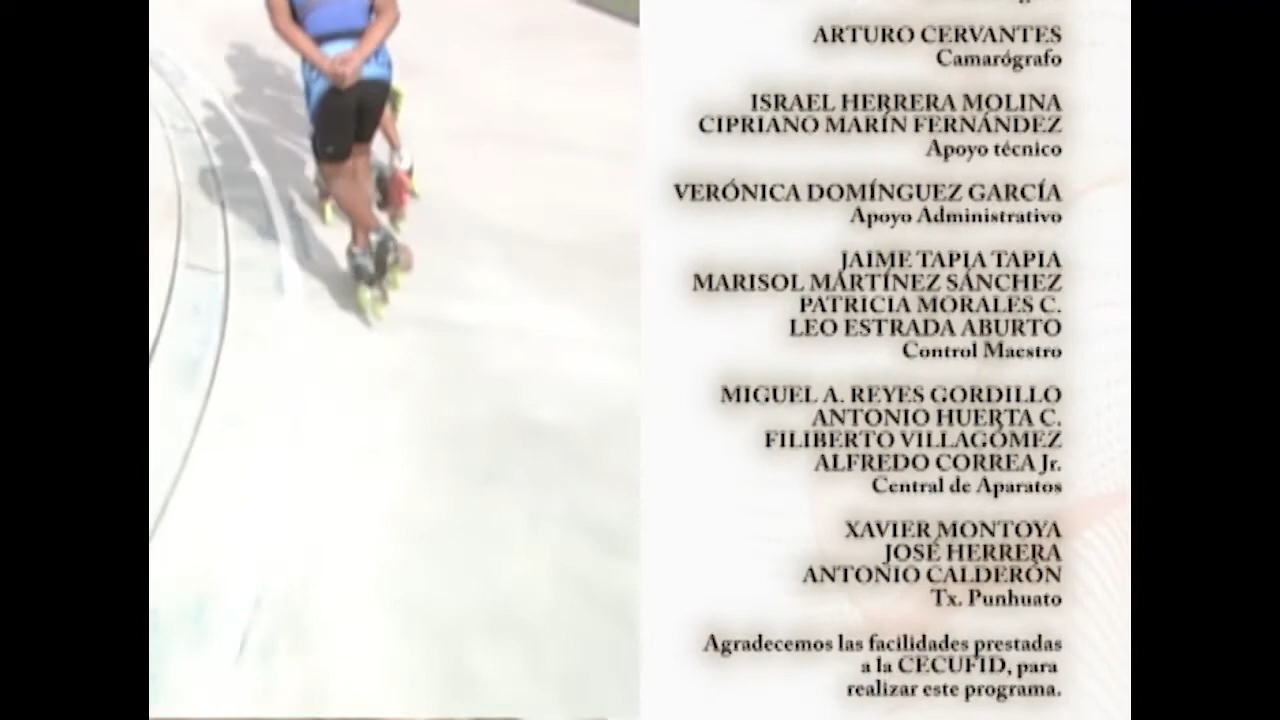 ARTURO CERVANTES
Camarógrafo
ISRAEL HERRERA MOLINA
CIPRIANO MARÍN FERNÁNDEZ
Apoyo técnico
VERÓNICA DOMÍNGUEZ GARCÍA
Apoyo Administrativo
JAIME TAPIA TAPIA
MARISOL MARTÍNEZ SÁNCHEZ
PATRICIA MORALES C.
LEO ESTRADA ABURTO
Control Maestro
MIGUEL A. REYES GORDILLO
ANTONIO HUERTA C.
FILIBERTO VILLAGÓMEZ
ALFREDO CORREA Jr.
Central de Aparatos
XAVIER MONTOYA
JOSÉ HERRERA
ANTONIO CALDERÓN
Tx. Punhuato
Agradecemos las facilidades prestadas
a la CECUFID, para
realizar este programa.